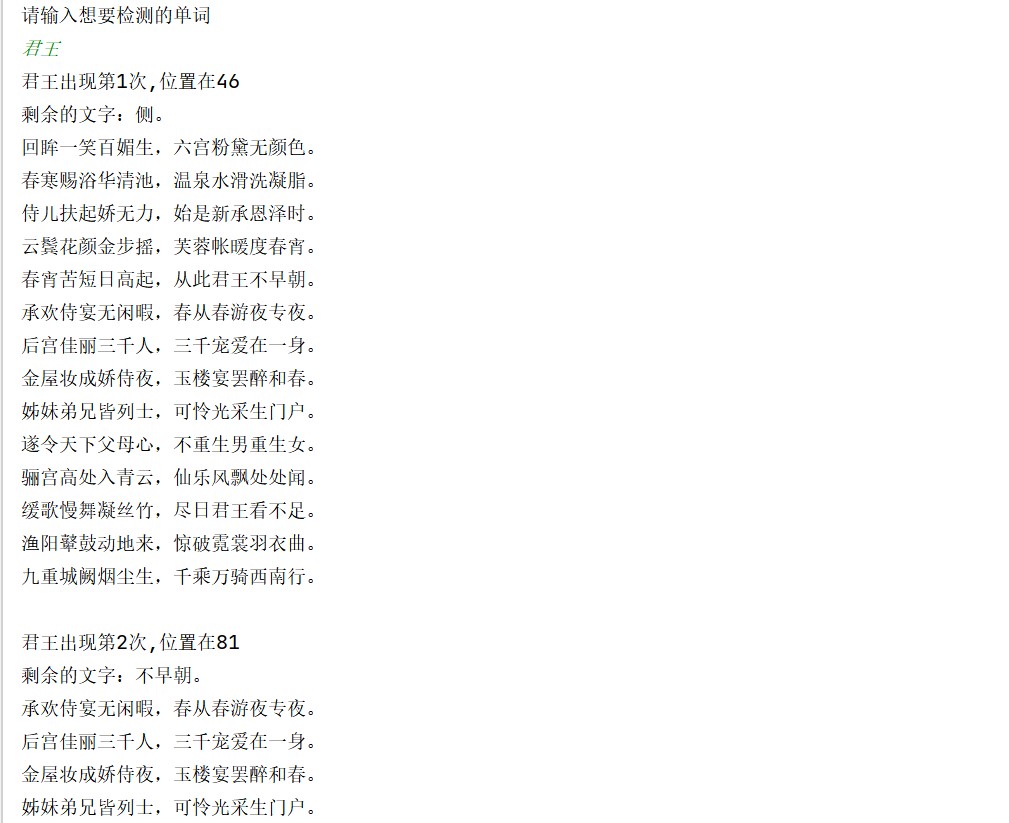 请输入想要检测的单词
君王
君王出现第1次,位置在46
剩余的文字：侧。
回眸一笑百媚生，六宫粉黛无颜色。
春寒赐浴华清池，温泉水滑洗凝脂。
侍儿扶起娇无力，始是新承恩泽时。
云鬓花颜金步摇，芙蓉帐暖度春宵。
春宵苦短日高起，从此君王不早朝。
承欢侍宴无闲暇，春从春游夜专夜。
后宫佳丽三千人，三千宠爱在一身。
金屋妆成娇侍夜，玉楼宴罢醉和春。
姊妹弟兄皆列士，可怜光采生门户。
遂令天下父母心，不重生男重生女。
骊宫高处入青云，仙乐风飘处处闻。
缓歌慢舞凝丝竹，尽日君王看不足。
渔阳鼙鼓动地来，惊破霓裳羽衣曲。
九重城阙烟尘生，千乘万骑西南行。
君王出现第2次,位置在81
剩余的文字：不早朝。
承欢侍宴无闲暇，春从春游夜专夜。
后宫佳丽三千人，三千宠爱在一身。
金屋妆成娇侍夜，玉楼宴罢醉和春。
姊妹弟兄皆列士，可怜光采生门户。